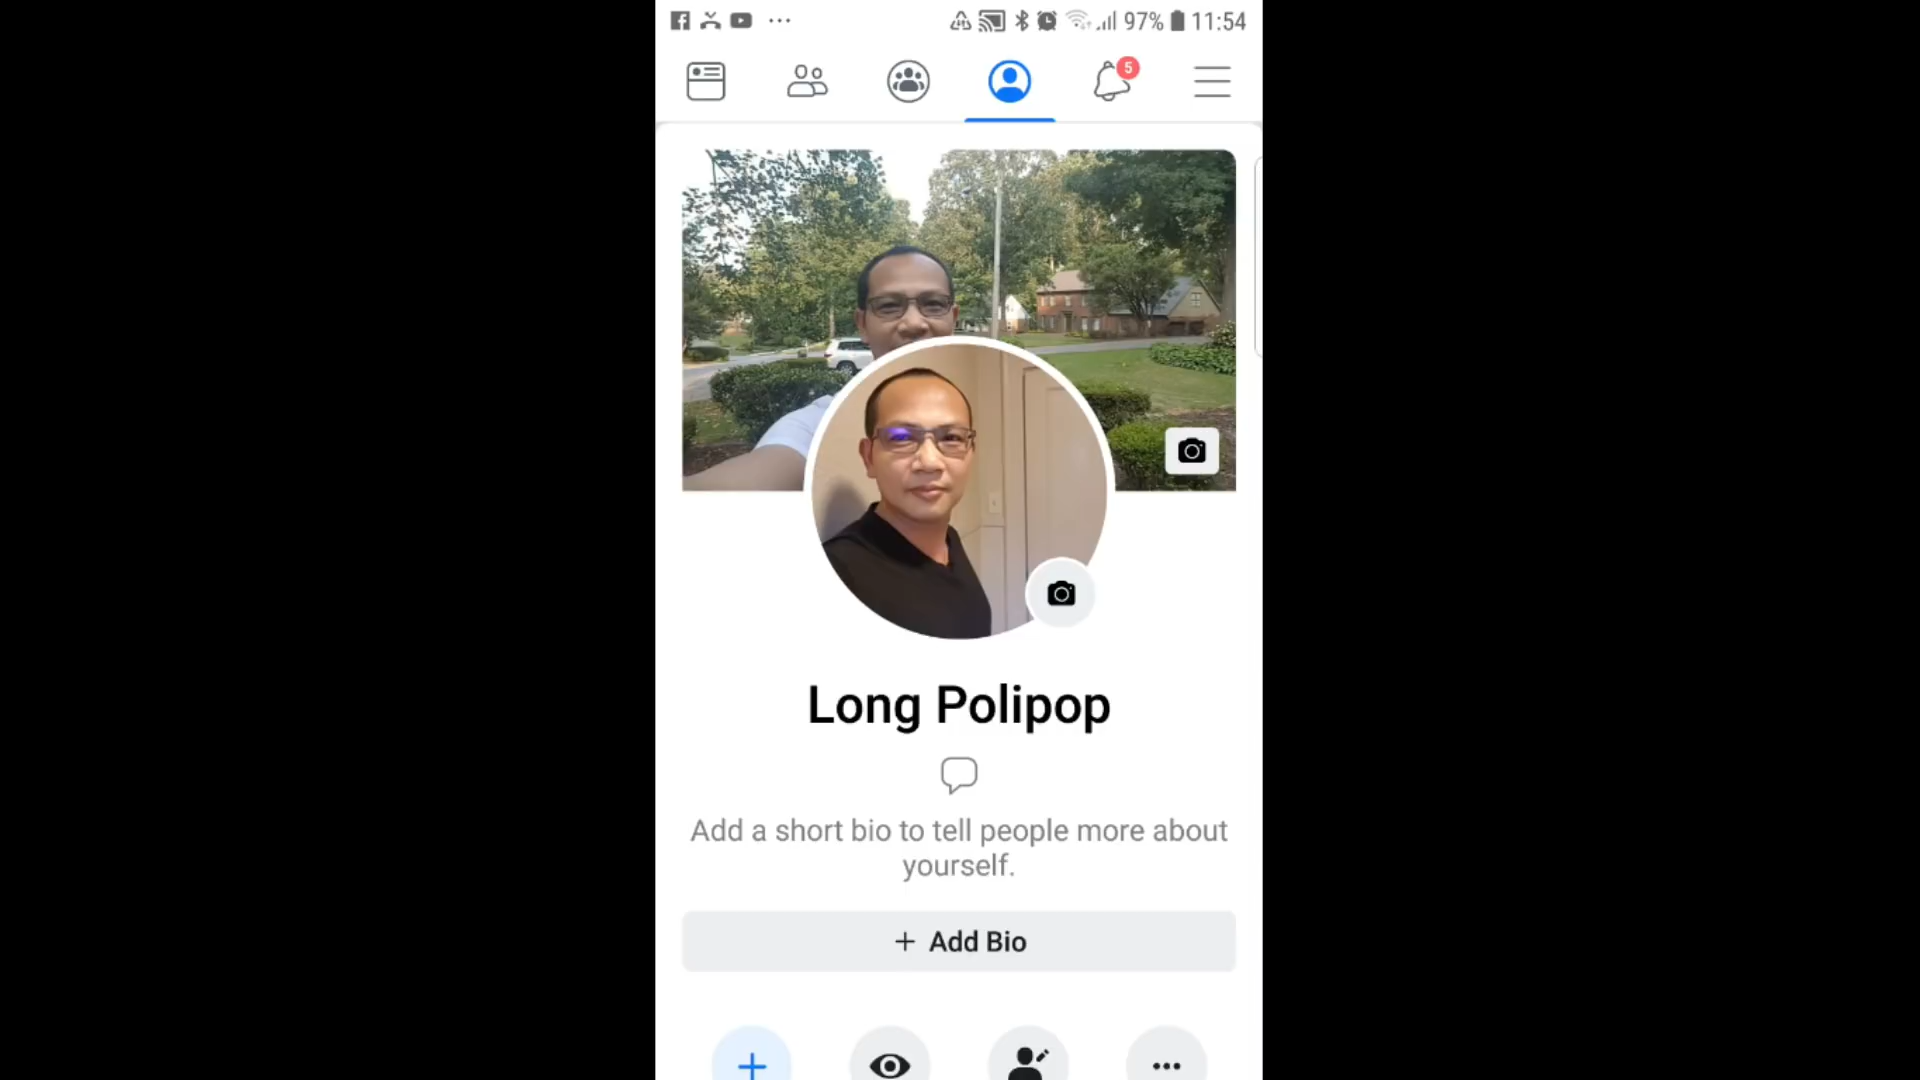 97% 11:54
5
Long Polipop
Add a short bio to tell people more about
yourself.
+ Add Bio